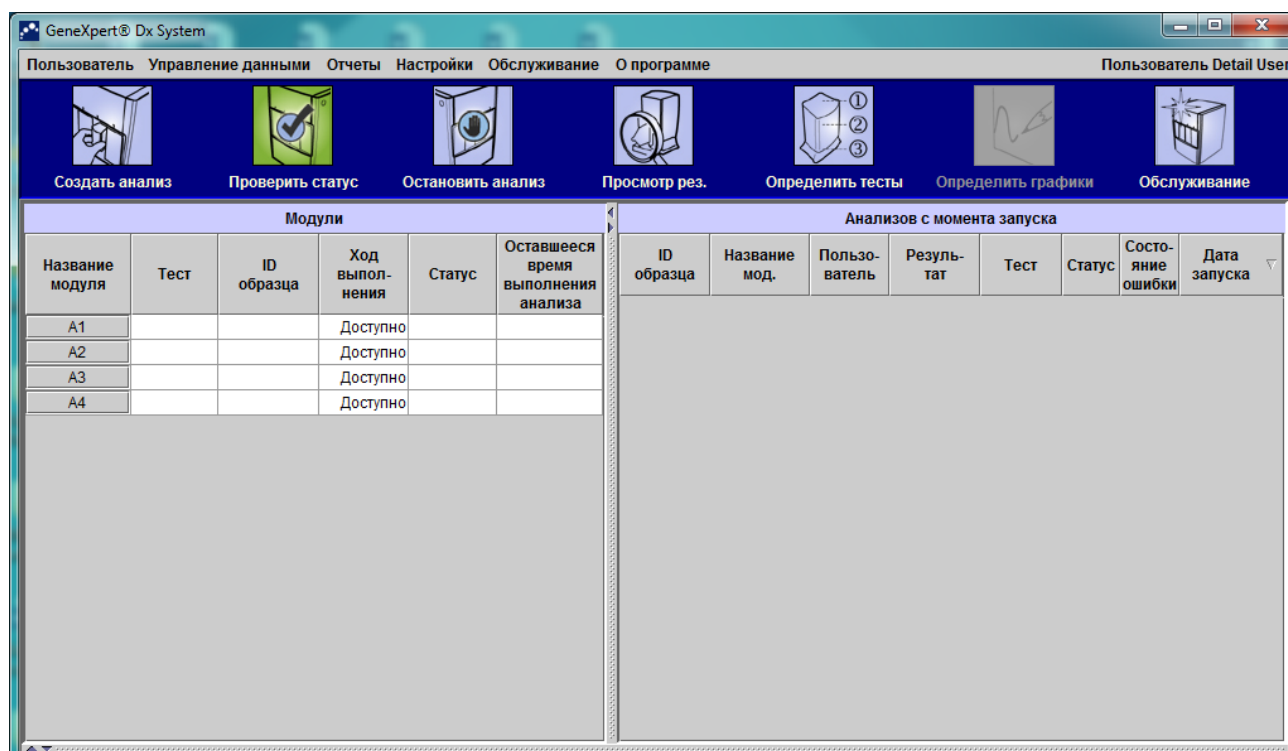 GeneXpert® Dx System
Пользователь Управление данными Отчеты Настройки Обслуживание О программе Пользователь Detail User
Создать анализ Проверить статус Остановить анализ Просмотр рез. Определить тесты Определить графики Обслуживание
①
②
③
Модули
Название
модуля
Тест
ID
образца
Ход
выпол-
нения
Статус
Оставшееся
время
выполнения
анализа
A1 Доступно
A2 Доступно
A3 Доступно
A4 Доступно
Анализов с момента запуска
ID
образца
Название
мод.
Пользо-
ватель
Резуль-
тат
Тест
Статус
Состо-
яние
ошибки
Дата
запуска